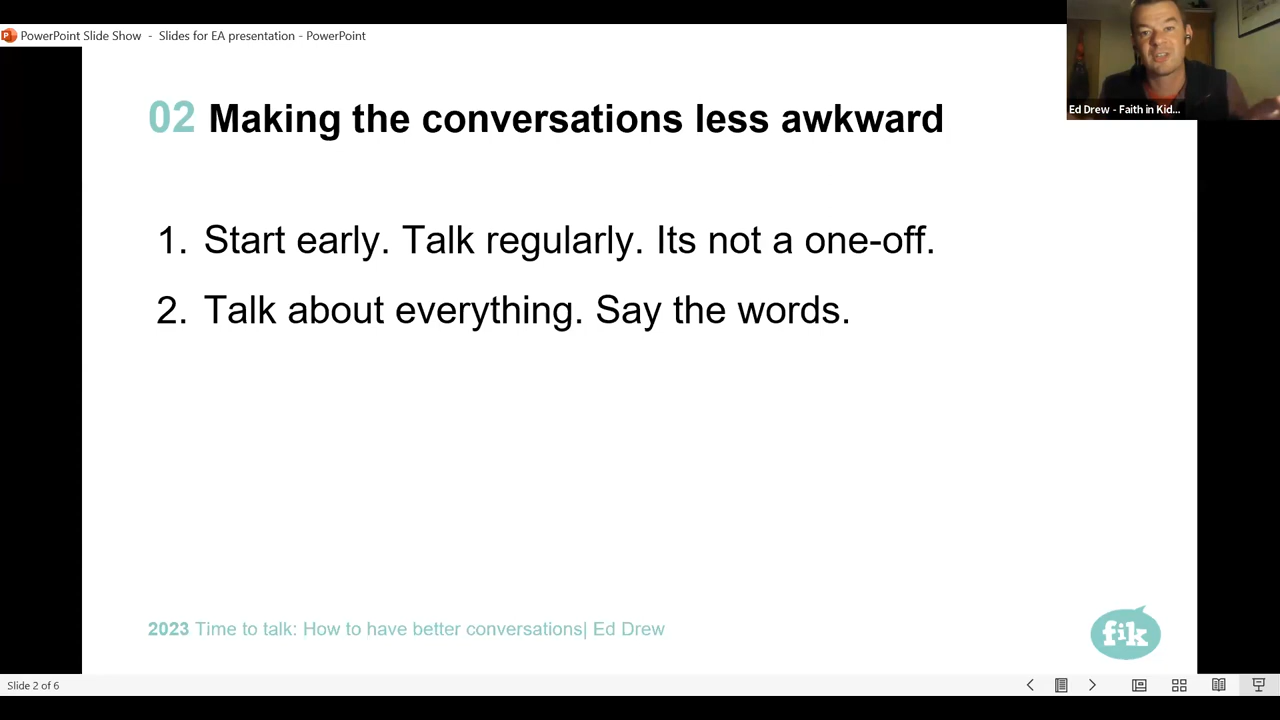 PowerPoint Slide Show - Slides for EA presentation - PowerPoint
Ed Drew - Faith in Kid...
02 Making the conversations less awkward
1. Start early. Talk regularly. Its not a one-off.
2. Talk about everything. Say the words.
2023 Time to talk: How to have better conversations| Ed Drew
fik
Slide 2 of 6